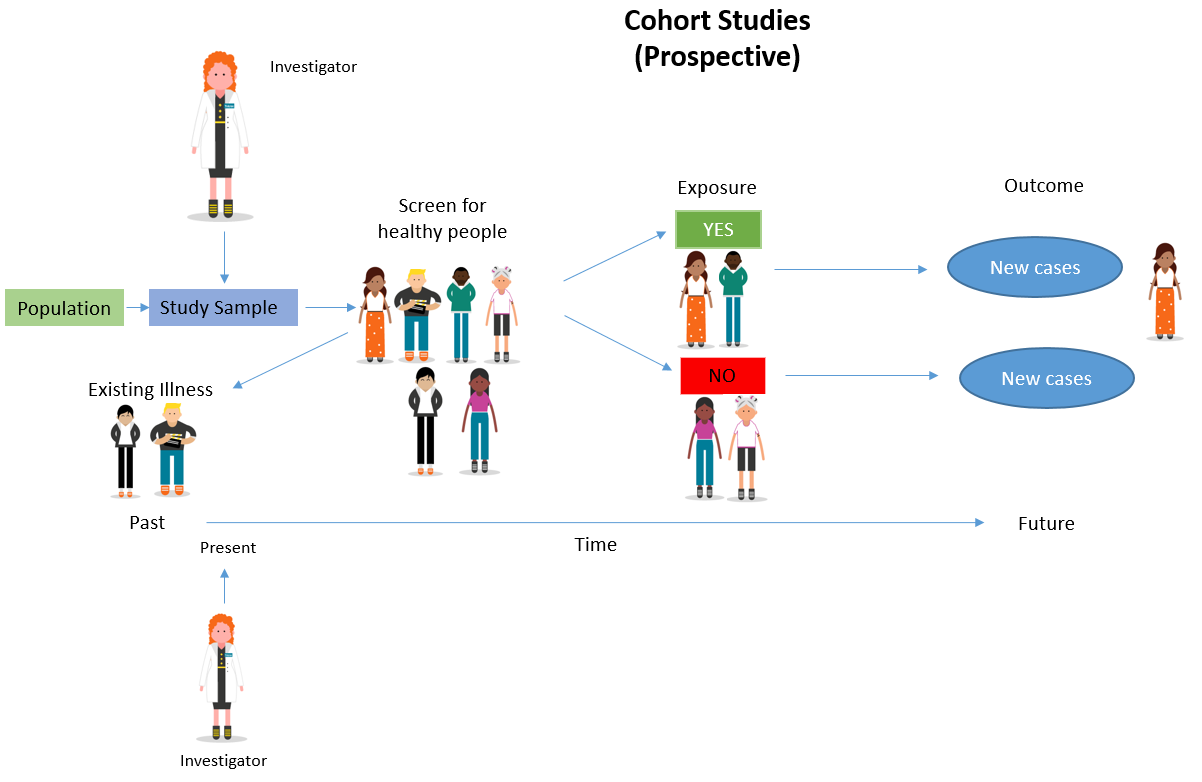 Cohort Studies
(Prospective)
Investigator
Exposure
Outcome
Screen for
healthy people
YES
New cases
Population
Study Sample
NO
New cases
Existing Illness
Past
Future
Time
Present
Investigator